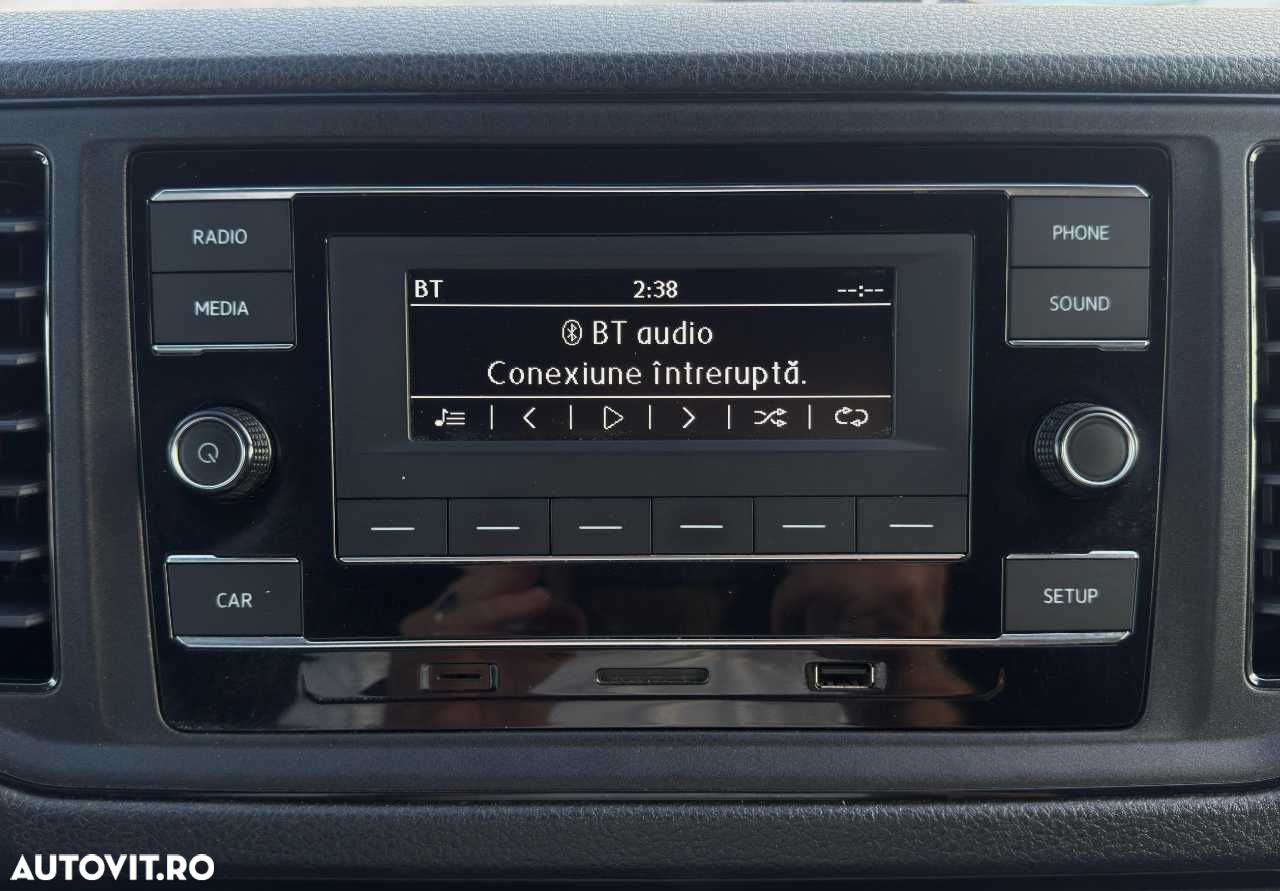 RADIO
PHONE
MEDIA
SOUND
BT 2:38 --:--
BT audio
Conexiune întreruptă.
CAR
SETUP
AUTOVIT.RO